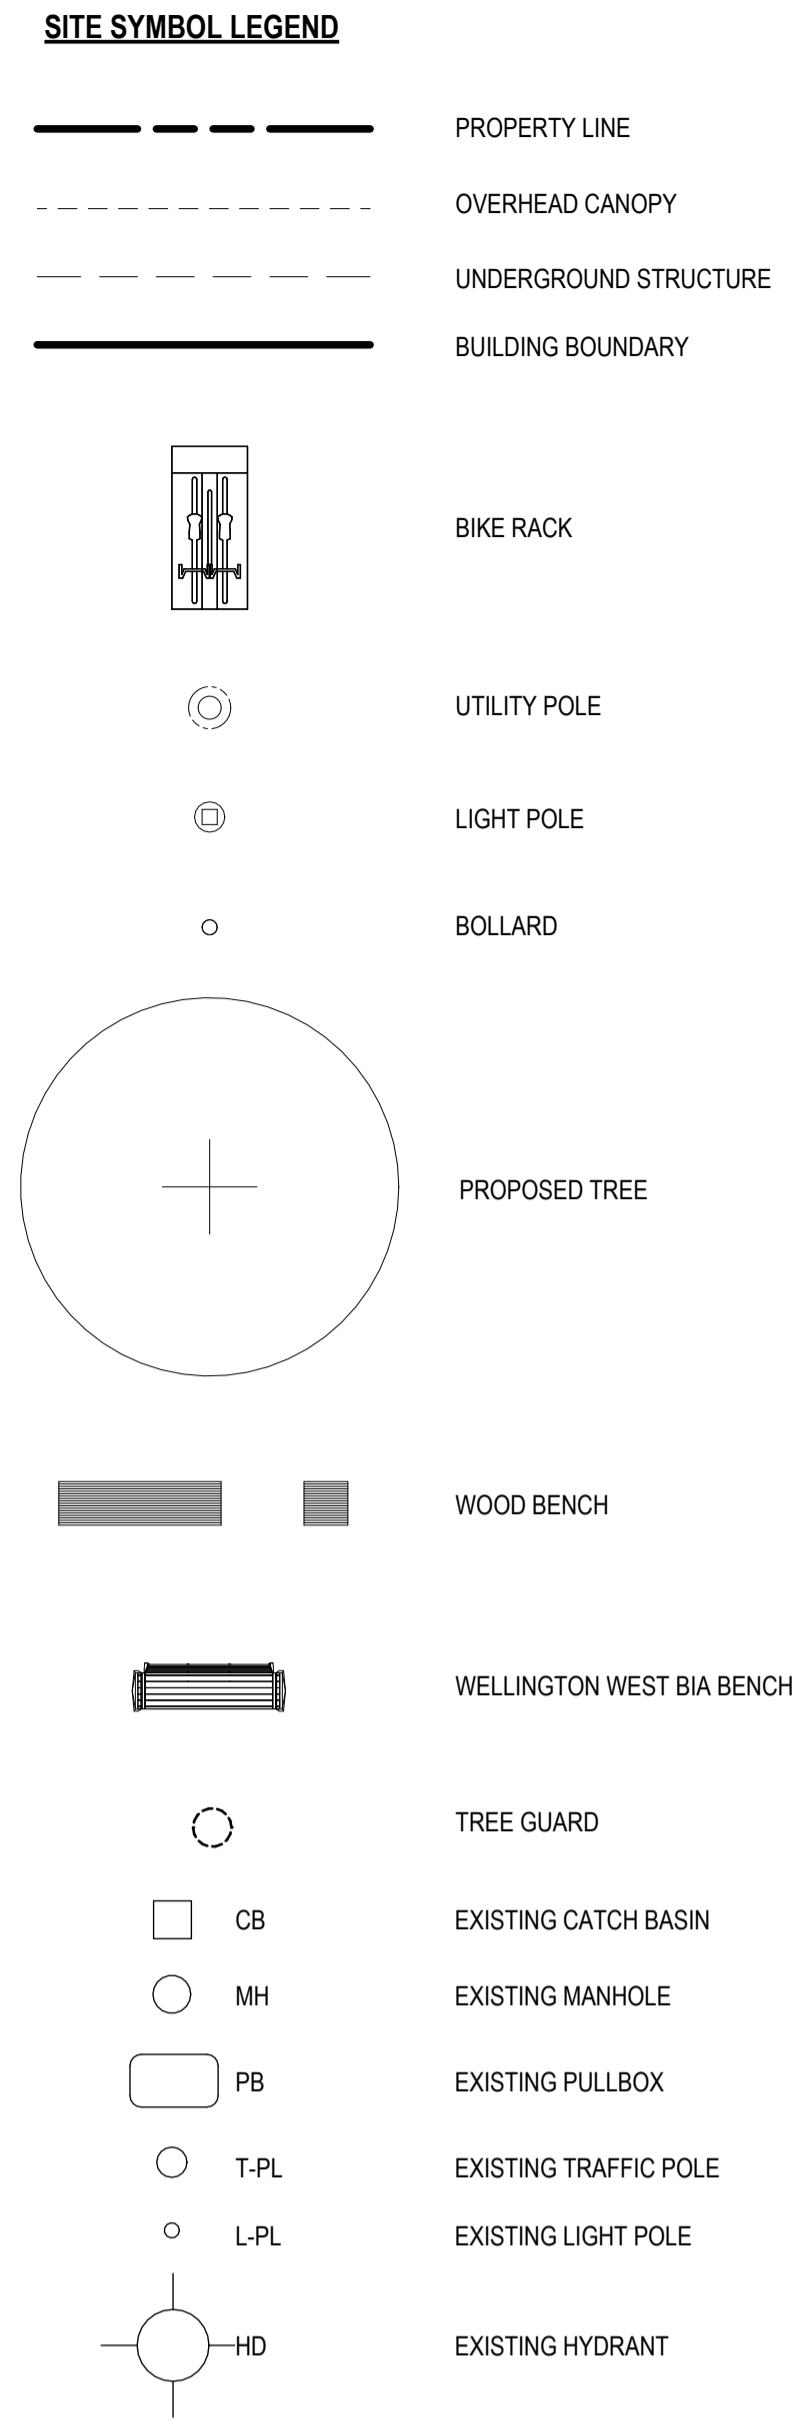 SITE SYMBOL LEGEND
PROPERTY LINE
OVERHEAD CANOPY
UNDERGROUND STRUCTURE
BUILDING BOUNDARY
BIKE RACK
UTILITY POLE
LIGHT POLE
BOLLARD
PROPOSED TREE
WOOD BENCH
WELLINGTON WEST BIA BENCH
TREE GUARD
CB EXISTING CATCH BASIN
MH EXISTING MANHOLE
PB EXISTING PULLBOX
T-PL EXISTING TRAFFIC POLE
L-PL EXISTING LIGHT POLE
HD EXISTING HYDRANT